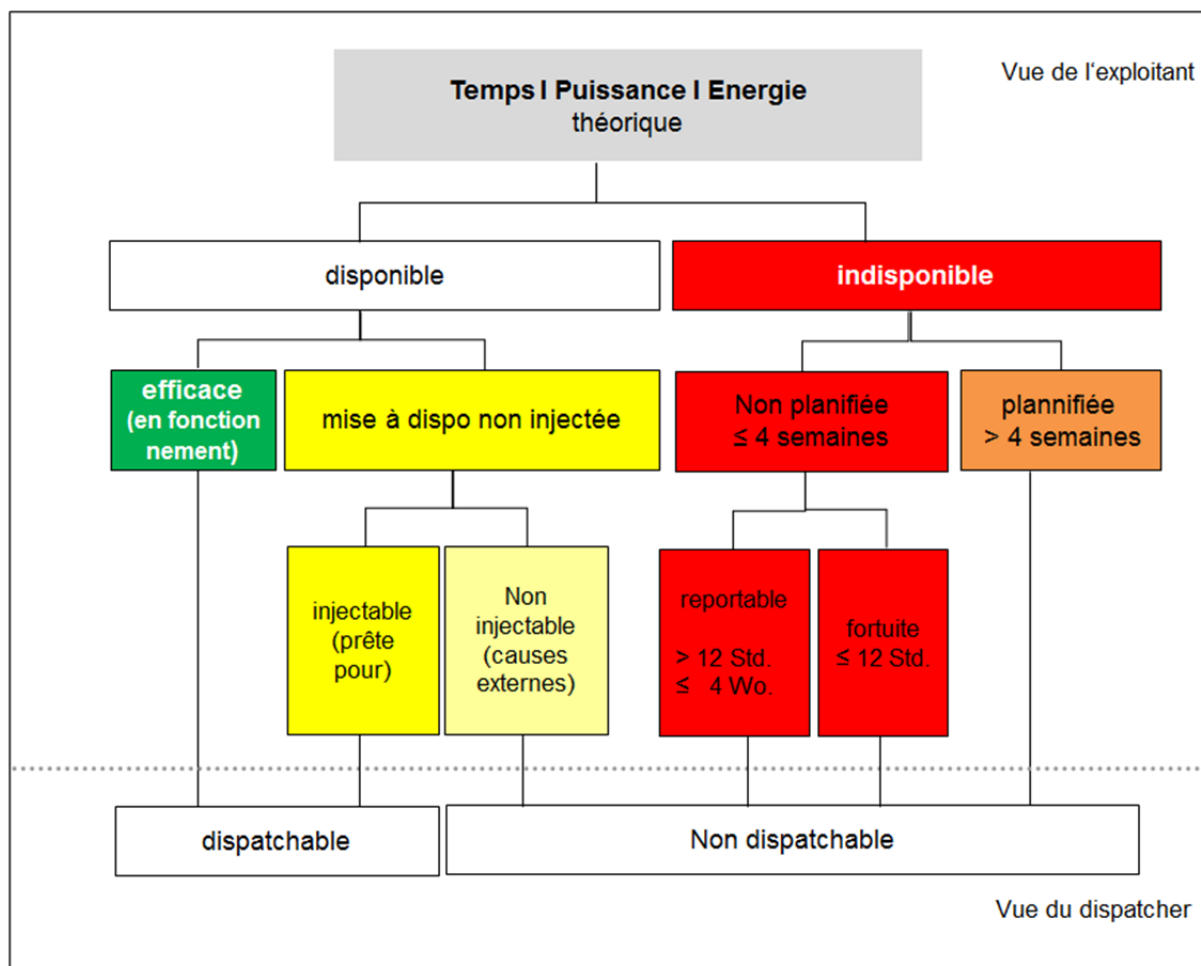 Vue de l‘exploitant
Temps I Puissance I Energie
théorique
disponible
indisponible
efficace
(en fonction
nement)
mise à dispo non injectée
Non planifiée
≤ 4 semaines
plannifiée
> 4 semaines
injectable
(prête
pour)
Non
injectable
(causes
externes)
reportable
> 12 Std.
≤ 4 Wo.
fortuite
≤ 12 Std.
dispatchable
Non dispatchable
Vue du dispatcher